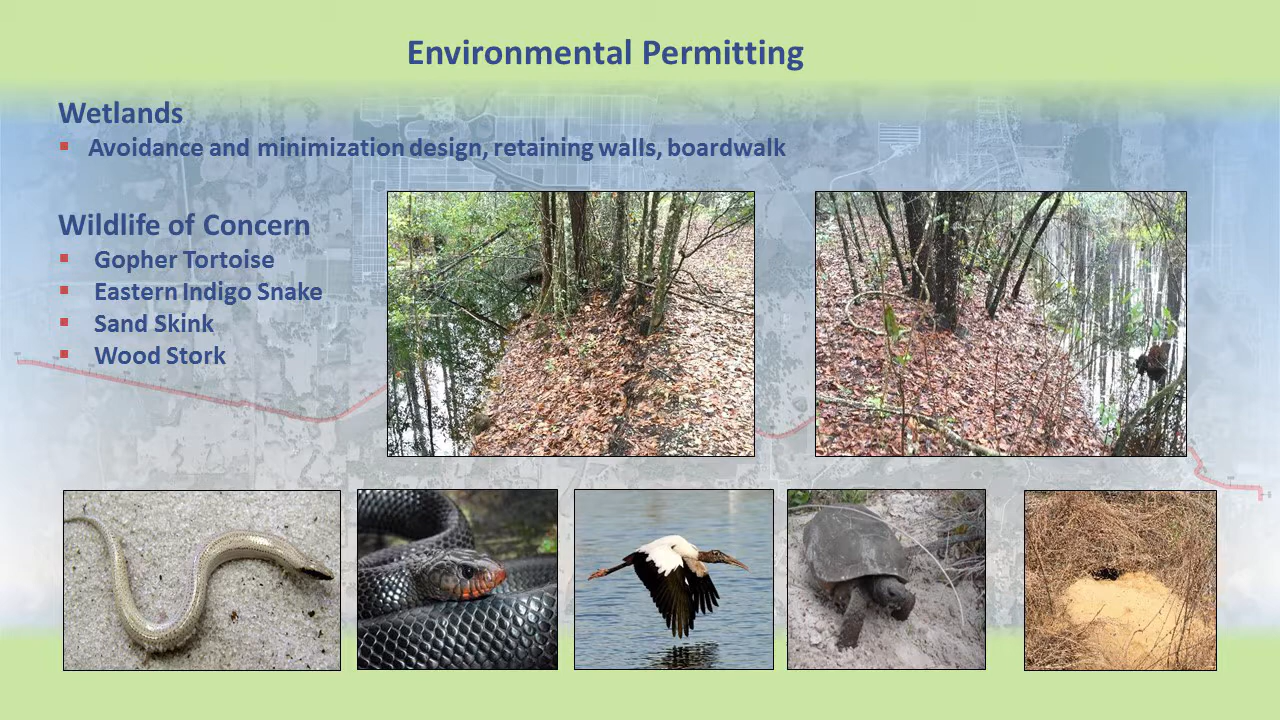 Environmental Permitting
Wetlands
▪ Avoidance and minimization design, retaining walls, boardwalk
Wildlife of Concern
▪ Gopher Tortoise
▪ Eastern Indigo Snake
▪ Sand Skink
▪ Wood Stork